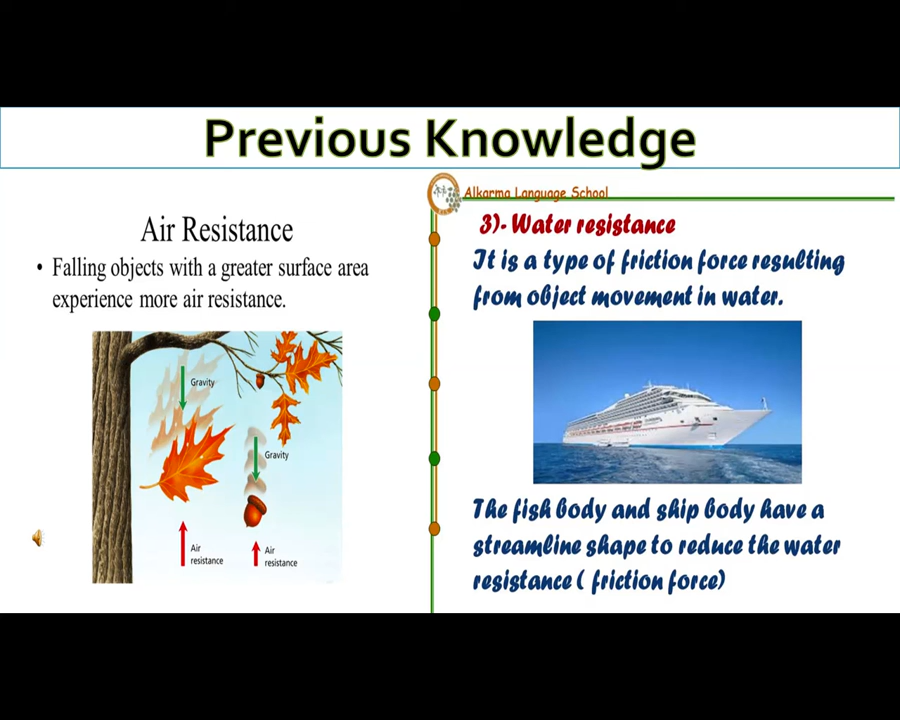 Previous Knowledge
Air Resistance
• Falling objects with a greater surface area
experience more air resistance.
Gravity
Gravity
Air
resistance
Air
resistance
Alkarma Language School
3)- Water resistance
It is a type of friction force resulting
from object movement in water.
The fish body and ship body have a
streamline shape to reduce the water
resistance ( friction force)